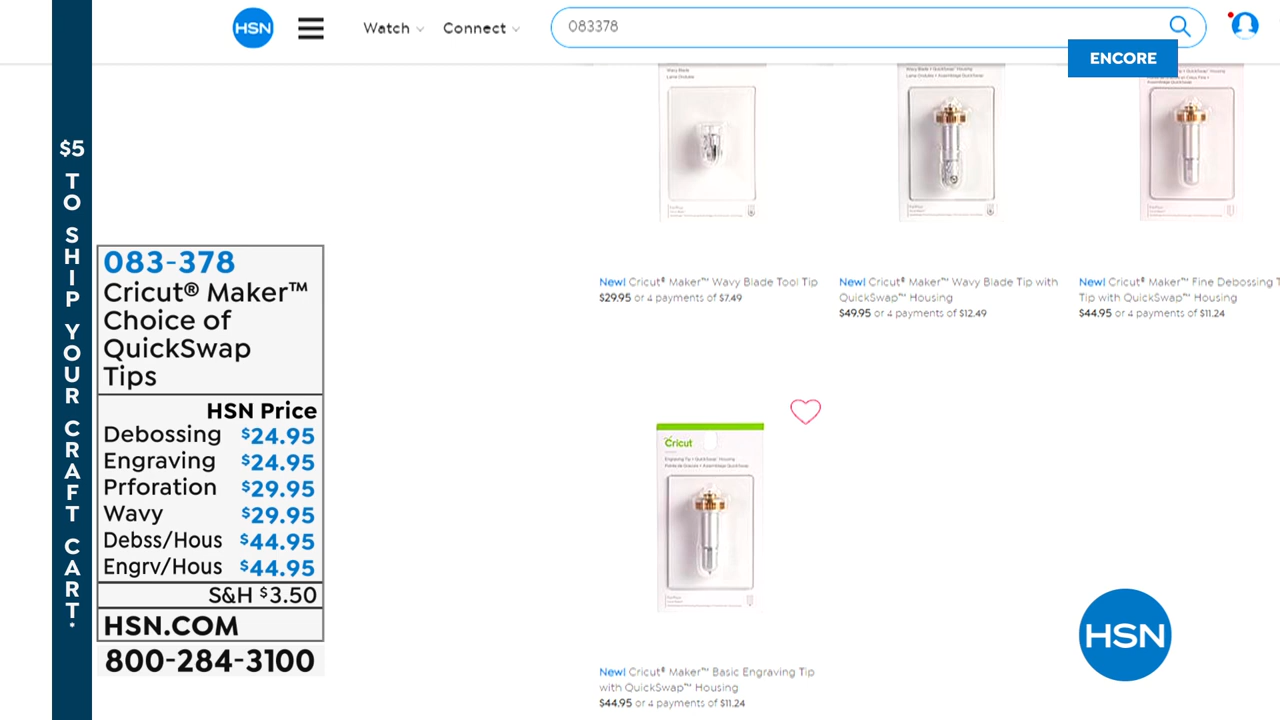 HSN
Watch
Connect
083378
ENCORE
$5 TO SHIP YOUR CRAFT CART.*
083-378
Cricut® Maker™
Choice of
QuickSwap
Tips
HSN Price
Debossing $24.95
Engraving $24.95
Prforation $29.95
Wavy $29.95
Debss/Hous $44.95
Engrv/Hous $44.95
S&H $3.50
HSN.COM
800-284-3100
New! Cricut® Maker™ Wavy Blade Tool Tip
$29.95 or 4 payments of $7.49
New! Cricut® Maker™ Wavy Blade Tip with
QuickSwap™ Housing
$49.95 or 4 payments of $12.49
New! Cricut® Maker™ Fine Debossing T
Tip with QuickSwap™ Housing
$44.95 or 4 payments of $11.24
Cricut
Engraving Tip + QuickSwap™ Housing
New! Cricut® Maker™ Basic Engraving Tip
with QuickSwap™ Housing
$44.95 or 4 payments of $11.24
HSN